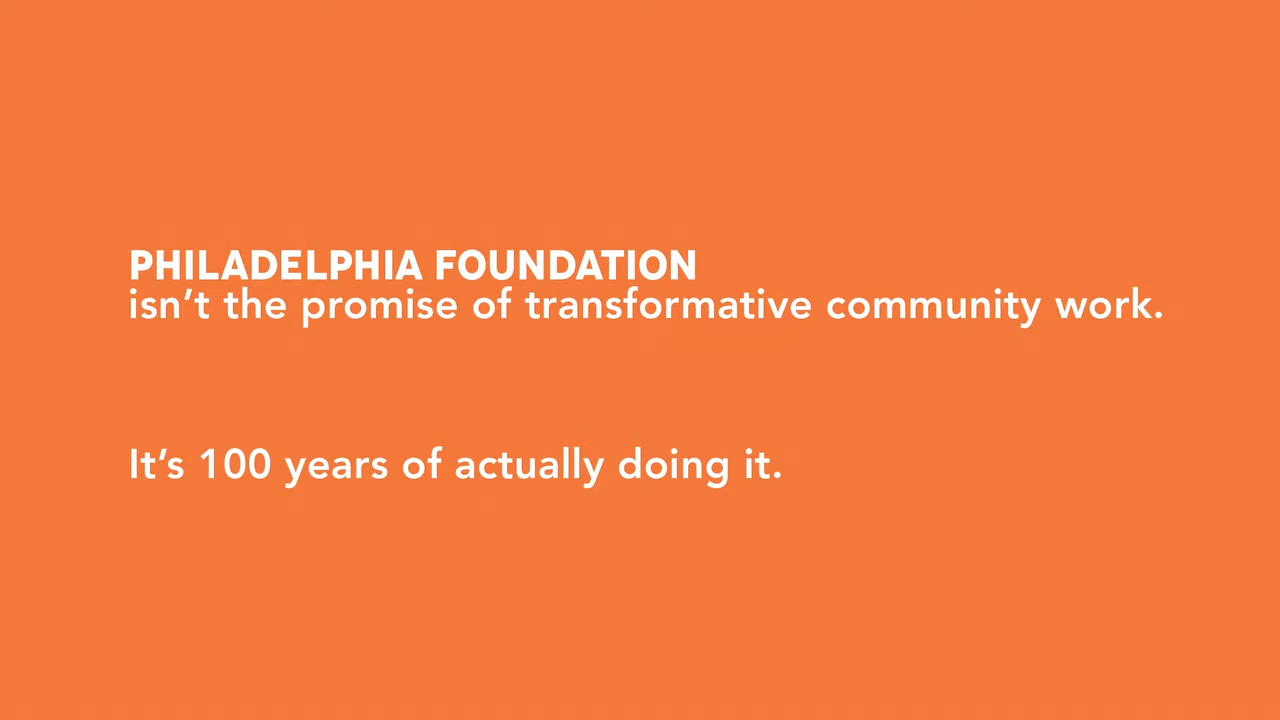 PHILADELPHIA FOUNDATION
isn’t the promise of transformative community work.
It’s 100 years of actually doing it.